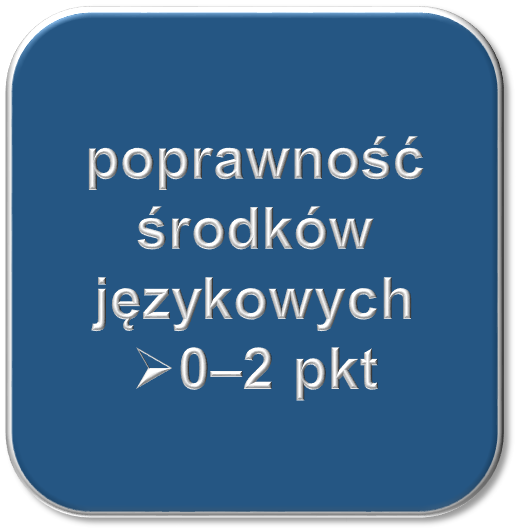 poprawność
środków
językowych
➢0–2 pkt